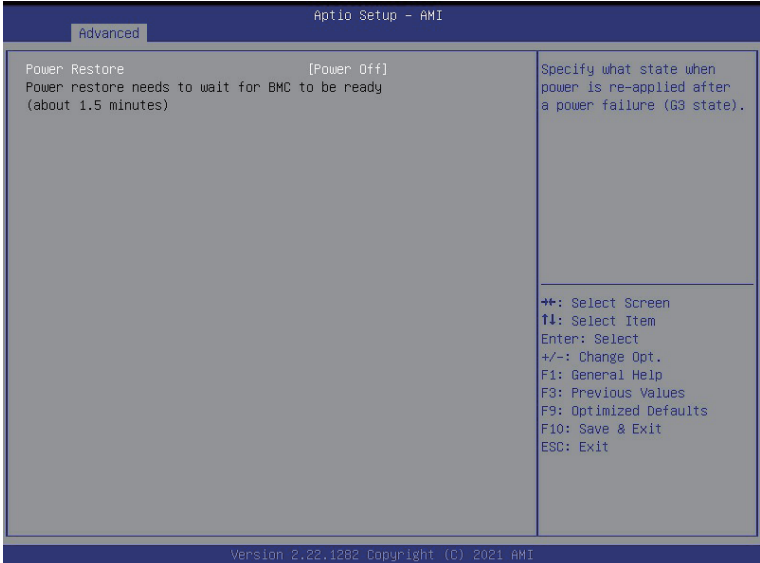 Aptio Setup – AMI
Advanced
Power Restore [Power Off]
Power restore needs to wait for BMC to be ready
(about 1.5 minutes)
Specify what state when
power is re-applied after
a power failure (G3 state).
→←: Select Screen
↑↓: Select Item
Enter: Select
+/-: Change Opt.
F1: General Help
F3: Previous Values
F9: Optimized Defaults
F10: Save & Exit
ESC: Exit
Version 2.22.1282 Copyright (C) 2021 AMI